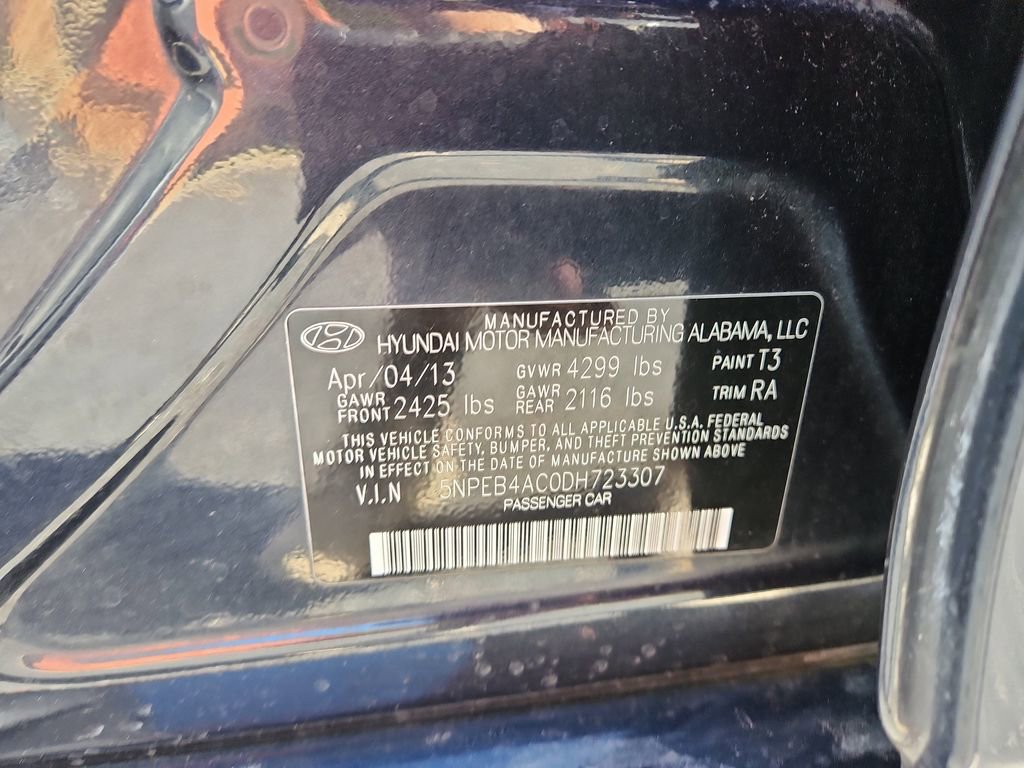 MANUFACTURED BY
HYUNDAI MOTOR MANUFACTURING ALABAMA, LLC
Apr/04/13 GVWR 4299 lbs PAINT T3
GAWR FRONT 2425 lbs GAWR REAR 2116 lbs TRIM RA
THIS VEHICLE CONFORMS TO ALL APPLICABLE U.S.A. FEDERAL
MOTOR VEHICLE SAFETY, BUMPER, AND THEFT PREVENTION STANDARDS
IN EFFECT ON THE DATE OF MANUFACTURE SHOWN ABOVE
V.I.N 5NPEB4AC0DH723307
PASSENGER CAR